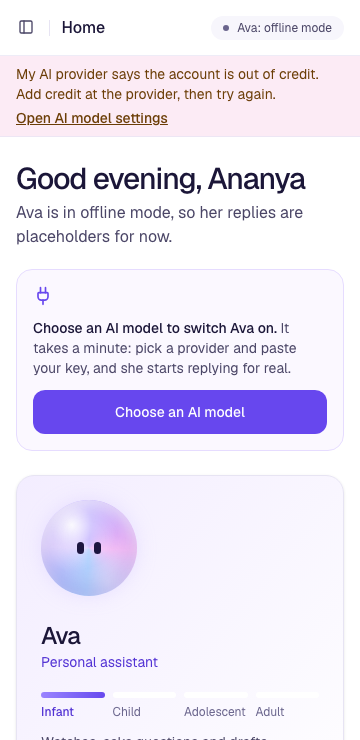 Home
Ava: offline mode
My AI provider says the account is out of credit.
Add credit at the provider, then try again.
Open AI model settings
Good evening, Ananya
Ava is in offline mode, so her replies are
placeholders for now.
Choose an AI model to switch Ava on. It
takes a minute: pick a provider and paste
your key, and she starts replying for real.
Choose an AI model
Ava
Personal assistant
Infant
Child
Adolescent
Adult